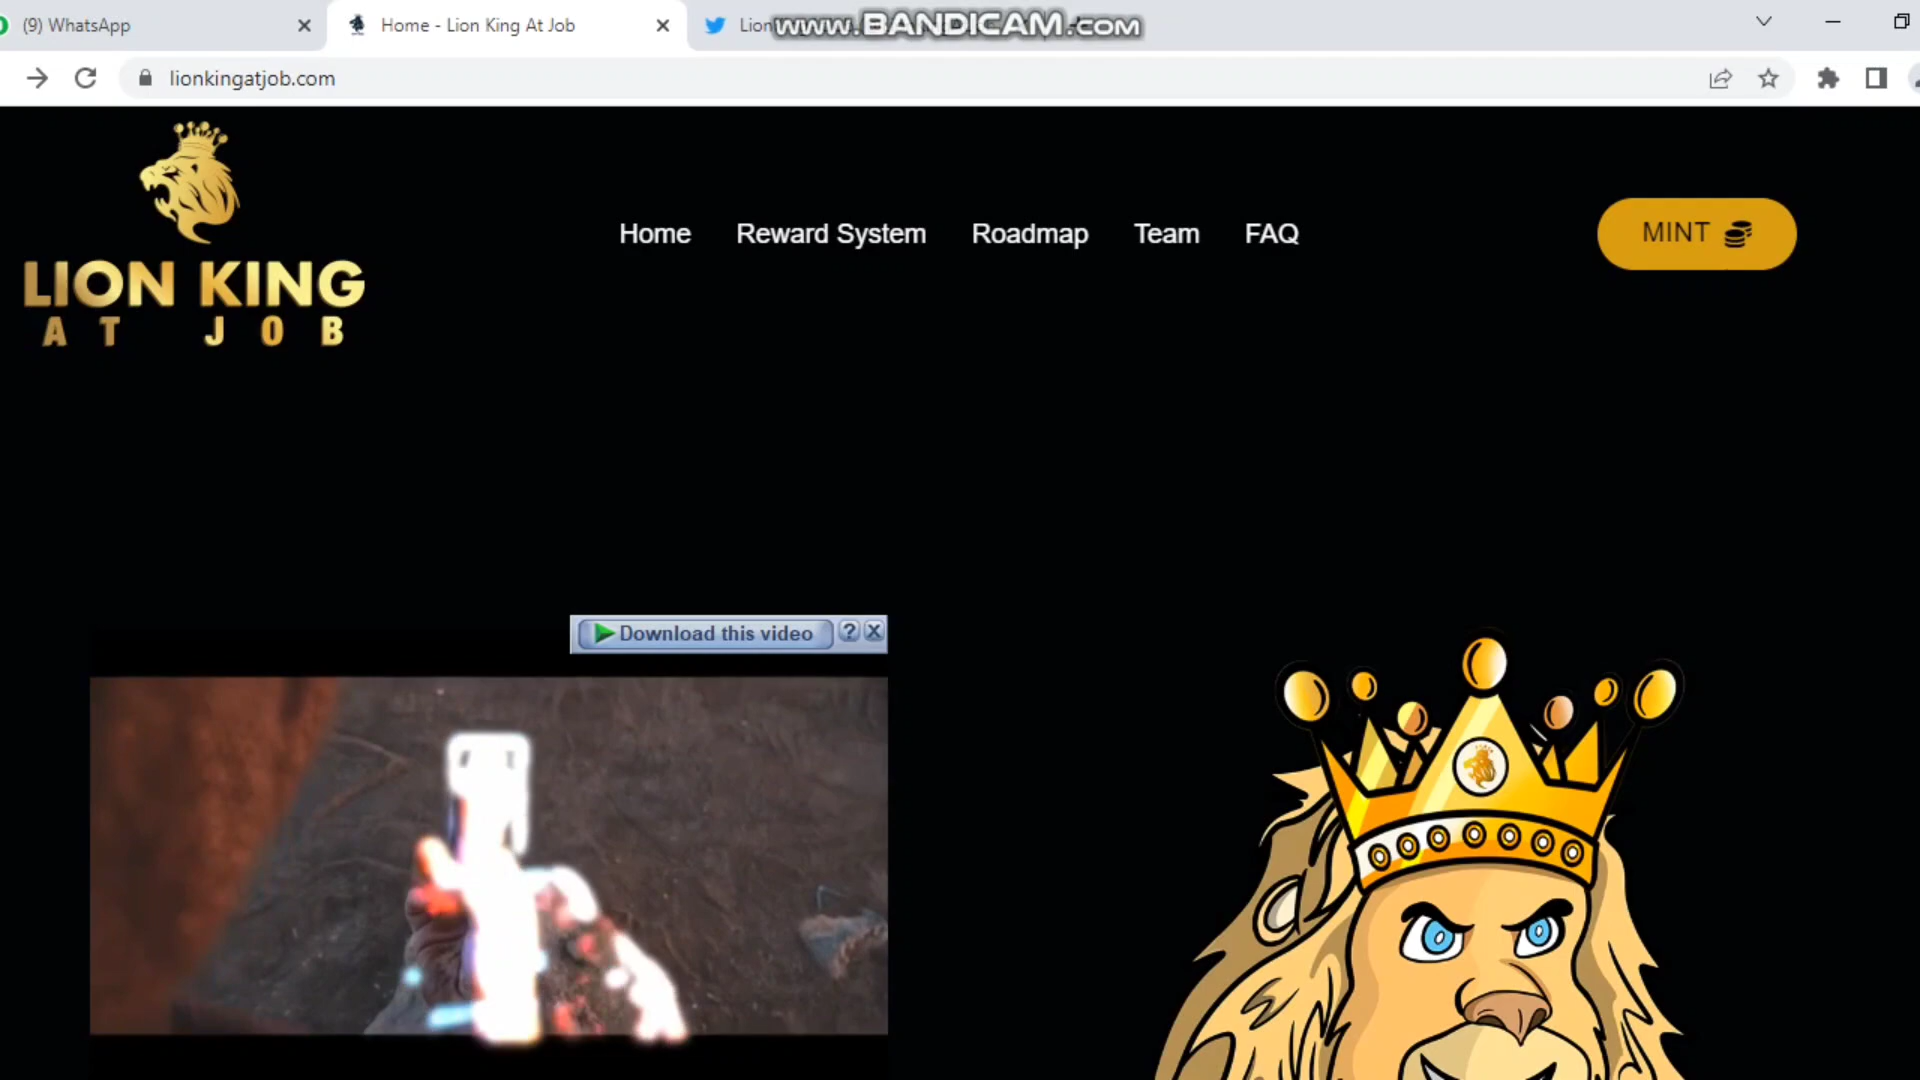 (9) WhatsApp
Home - Lion King At Job
Lion
www.BANDICAM.com
lionkingatjob.com
LION KING
AT JOB
Home
Reward System
Roadmap
Team
FAQ
MINT
Download this video
?